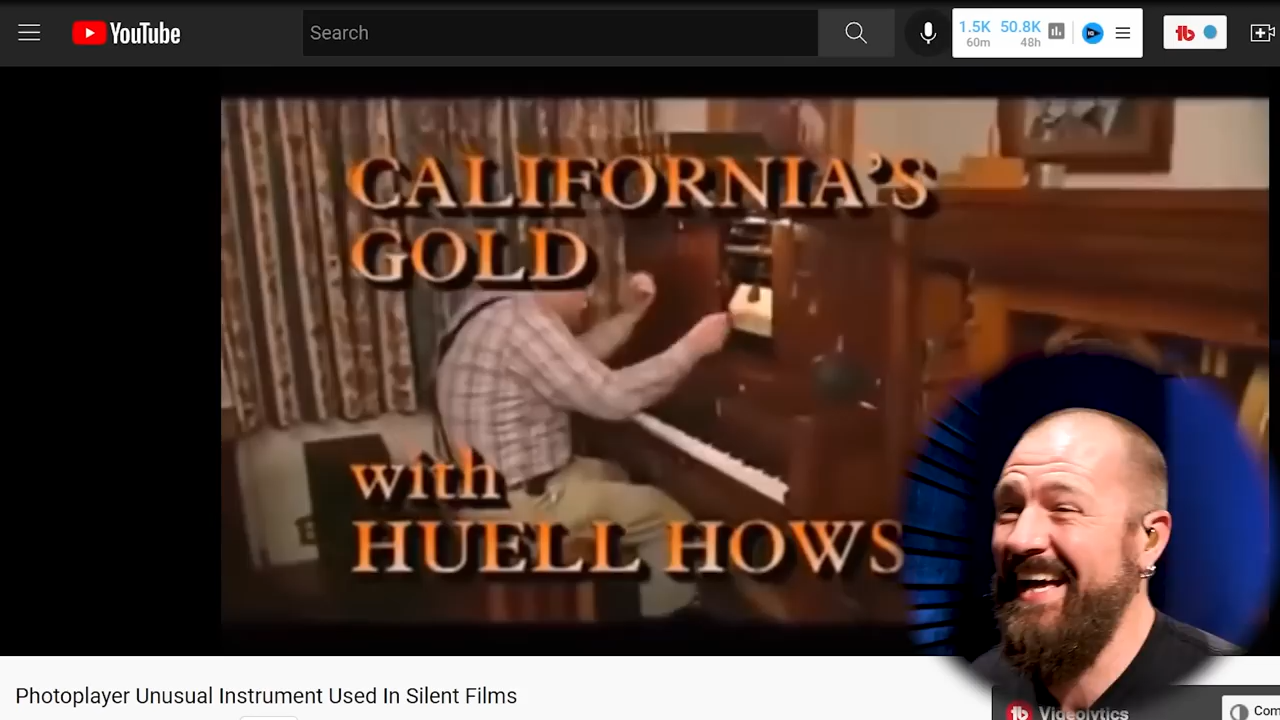 YouTube
Search
1.5K 50.8K
60m 48h
CALIFORNIA'S
GOLD
with
HUELL HOWS
Photoplayer Unusual Instrument Used In Silent Films
Videolytics
Com